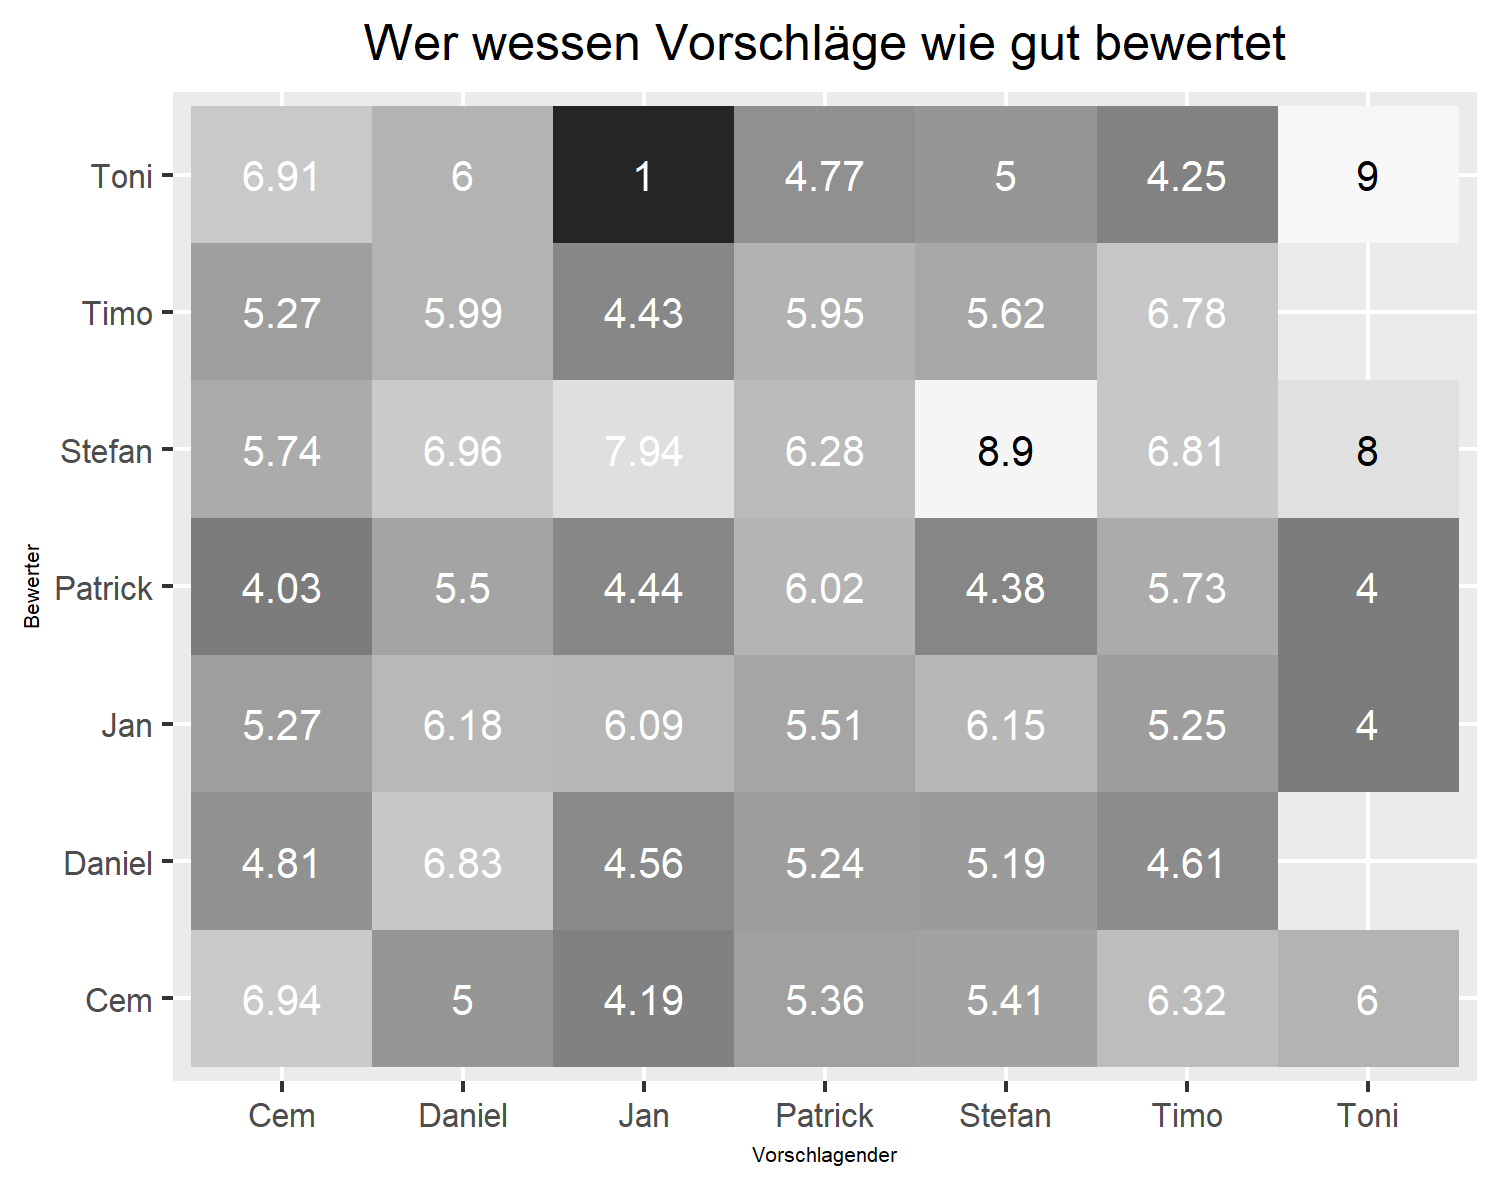 Wer wessen Vorschläge wie gut bewertet
Bewerter
Toni 6.91 6 1 4.77 5 4.25 9
Timo 5.27 5.99 4.43 5.95 5.62 6.78
Stefan 5.74 6.96 7.94 6.28 8.9 6.81 8
Patrick 4.03 5.5 4.44 6.02 4.38 5.73 4
Jan 5.27 6.18 6.09 5.51 6.15 5.25 4
Daniel 4.81 6.83 4.56 5.24 5.19 4.61
Cem 6.94 5 4.19 5.36 5.41 6.32 6
Cem Daniel Jan Patrick Stefan Timo Toni
Vorschlagender